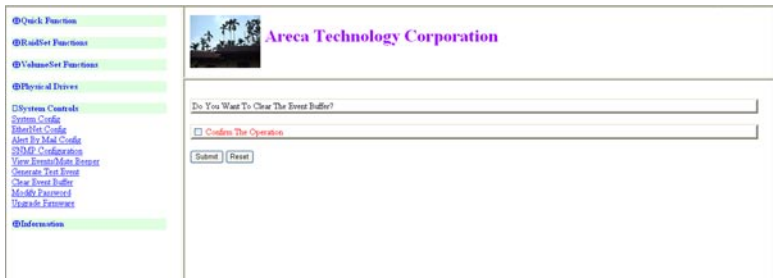 Quick Function
RaidSet Functions
VolumeSet Functions
Physical Drives
System Controls
System Config
EtherNet Config
Alert By Mail Config
SNMP Configuration
View Events/Mute Beeper
Generate Test Event
Clear Event Buffer
Modify Password
Upgrade Firmware
Information
Areca Technology Corporation
Do You Want To Clear The Event Buffer?
Confirm The Operation
Submit Reset